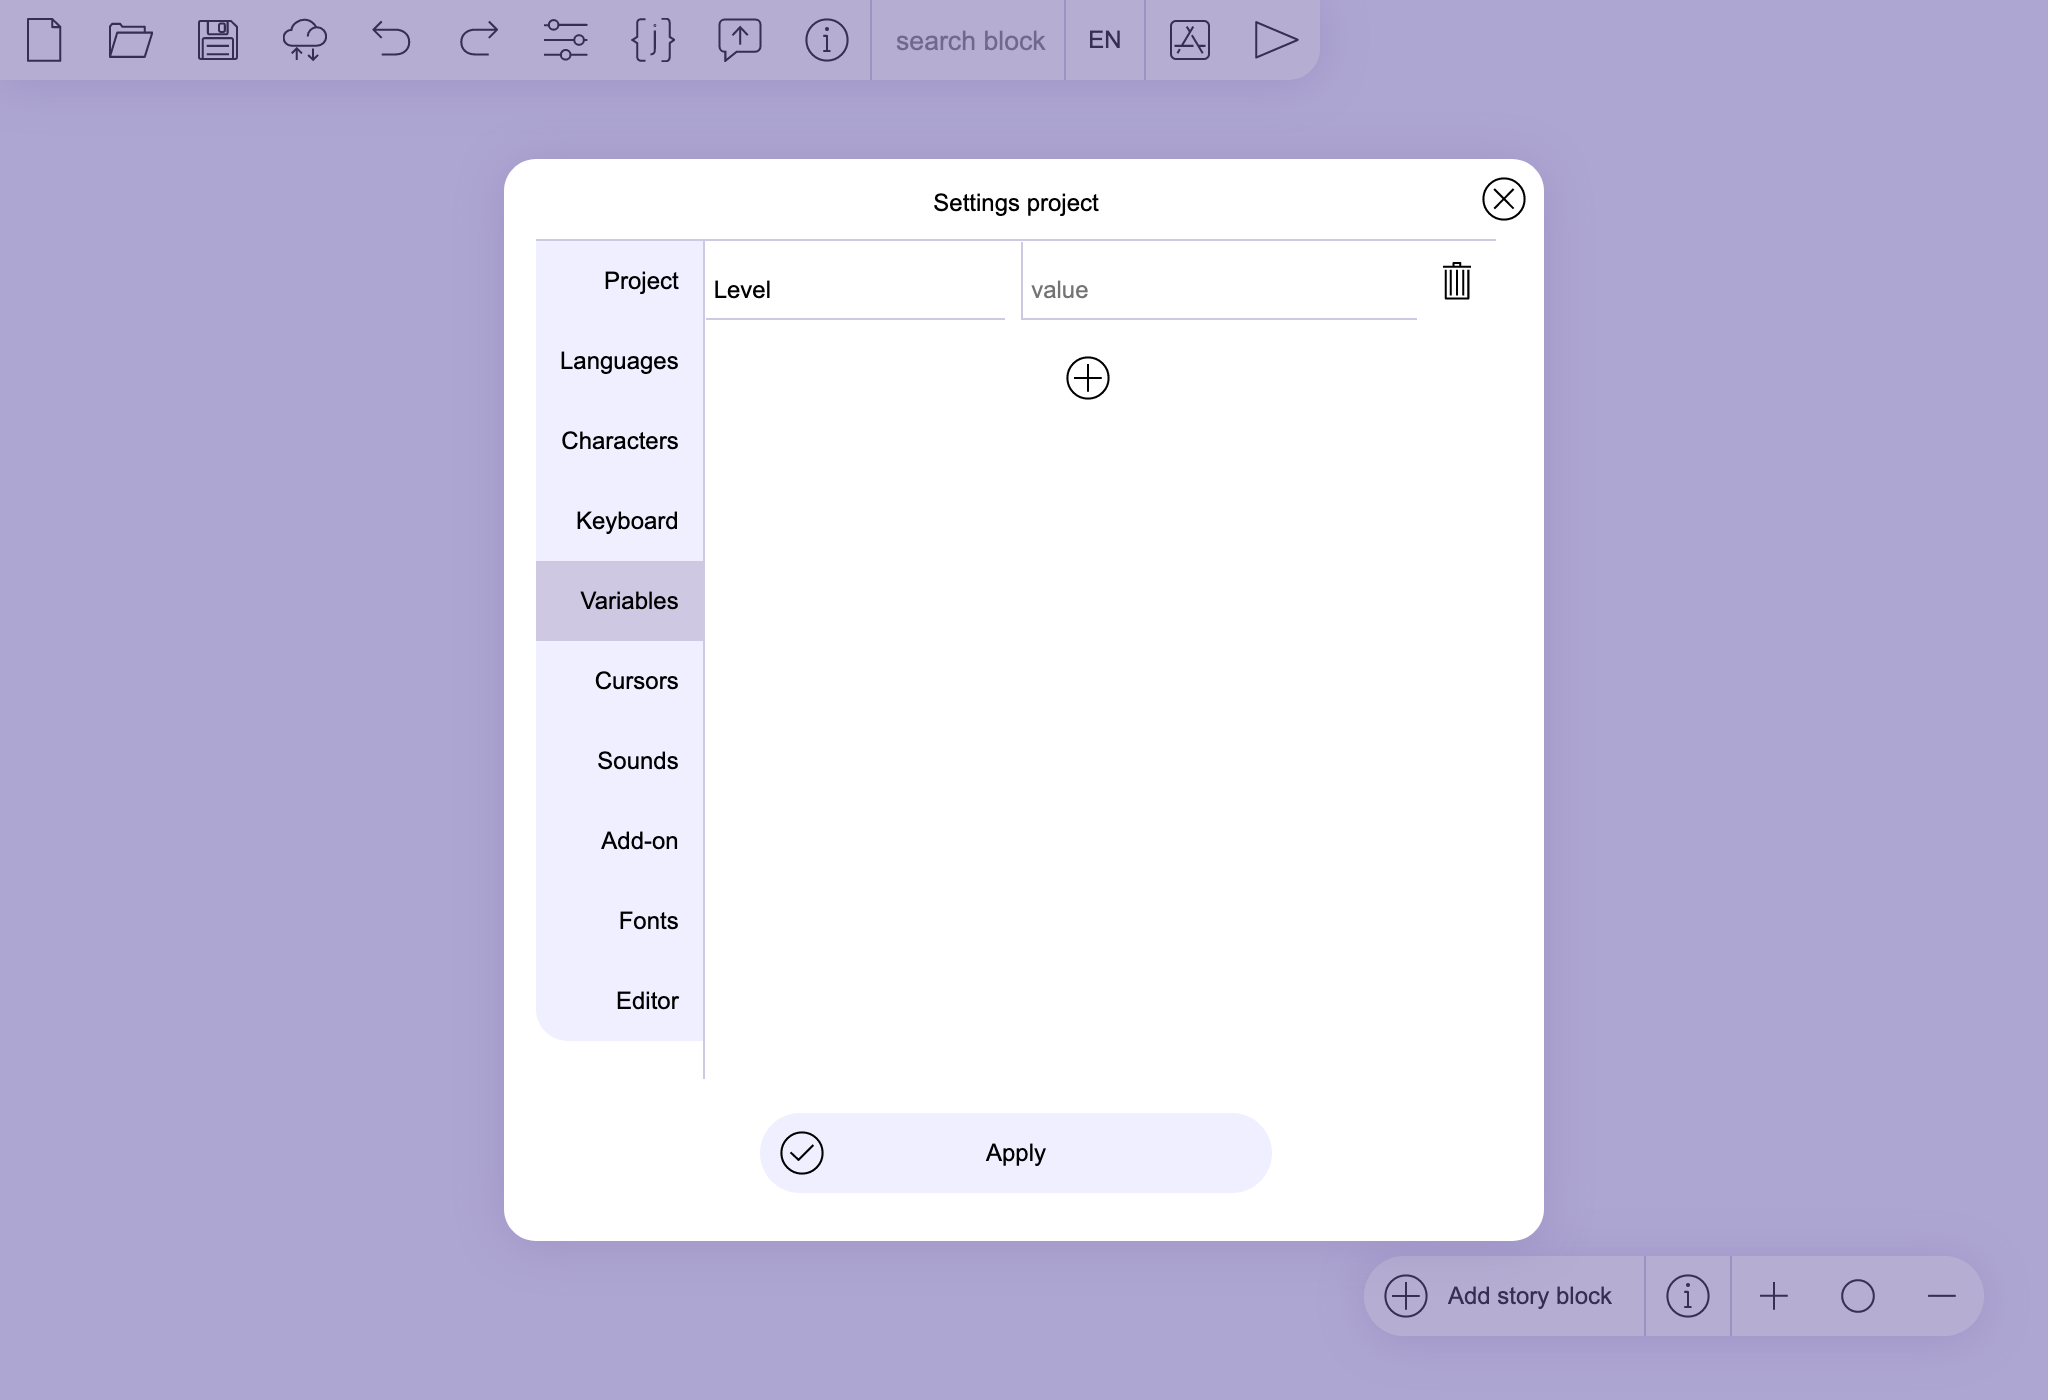 search block
EN
Settings project
Project
Level
value
Languages
Characters
Keyboard
Variables
Cursors
Sounds
Add-on
Fonts
Editor
Apply
Add story block